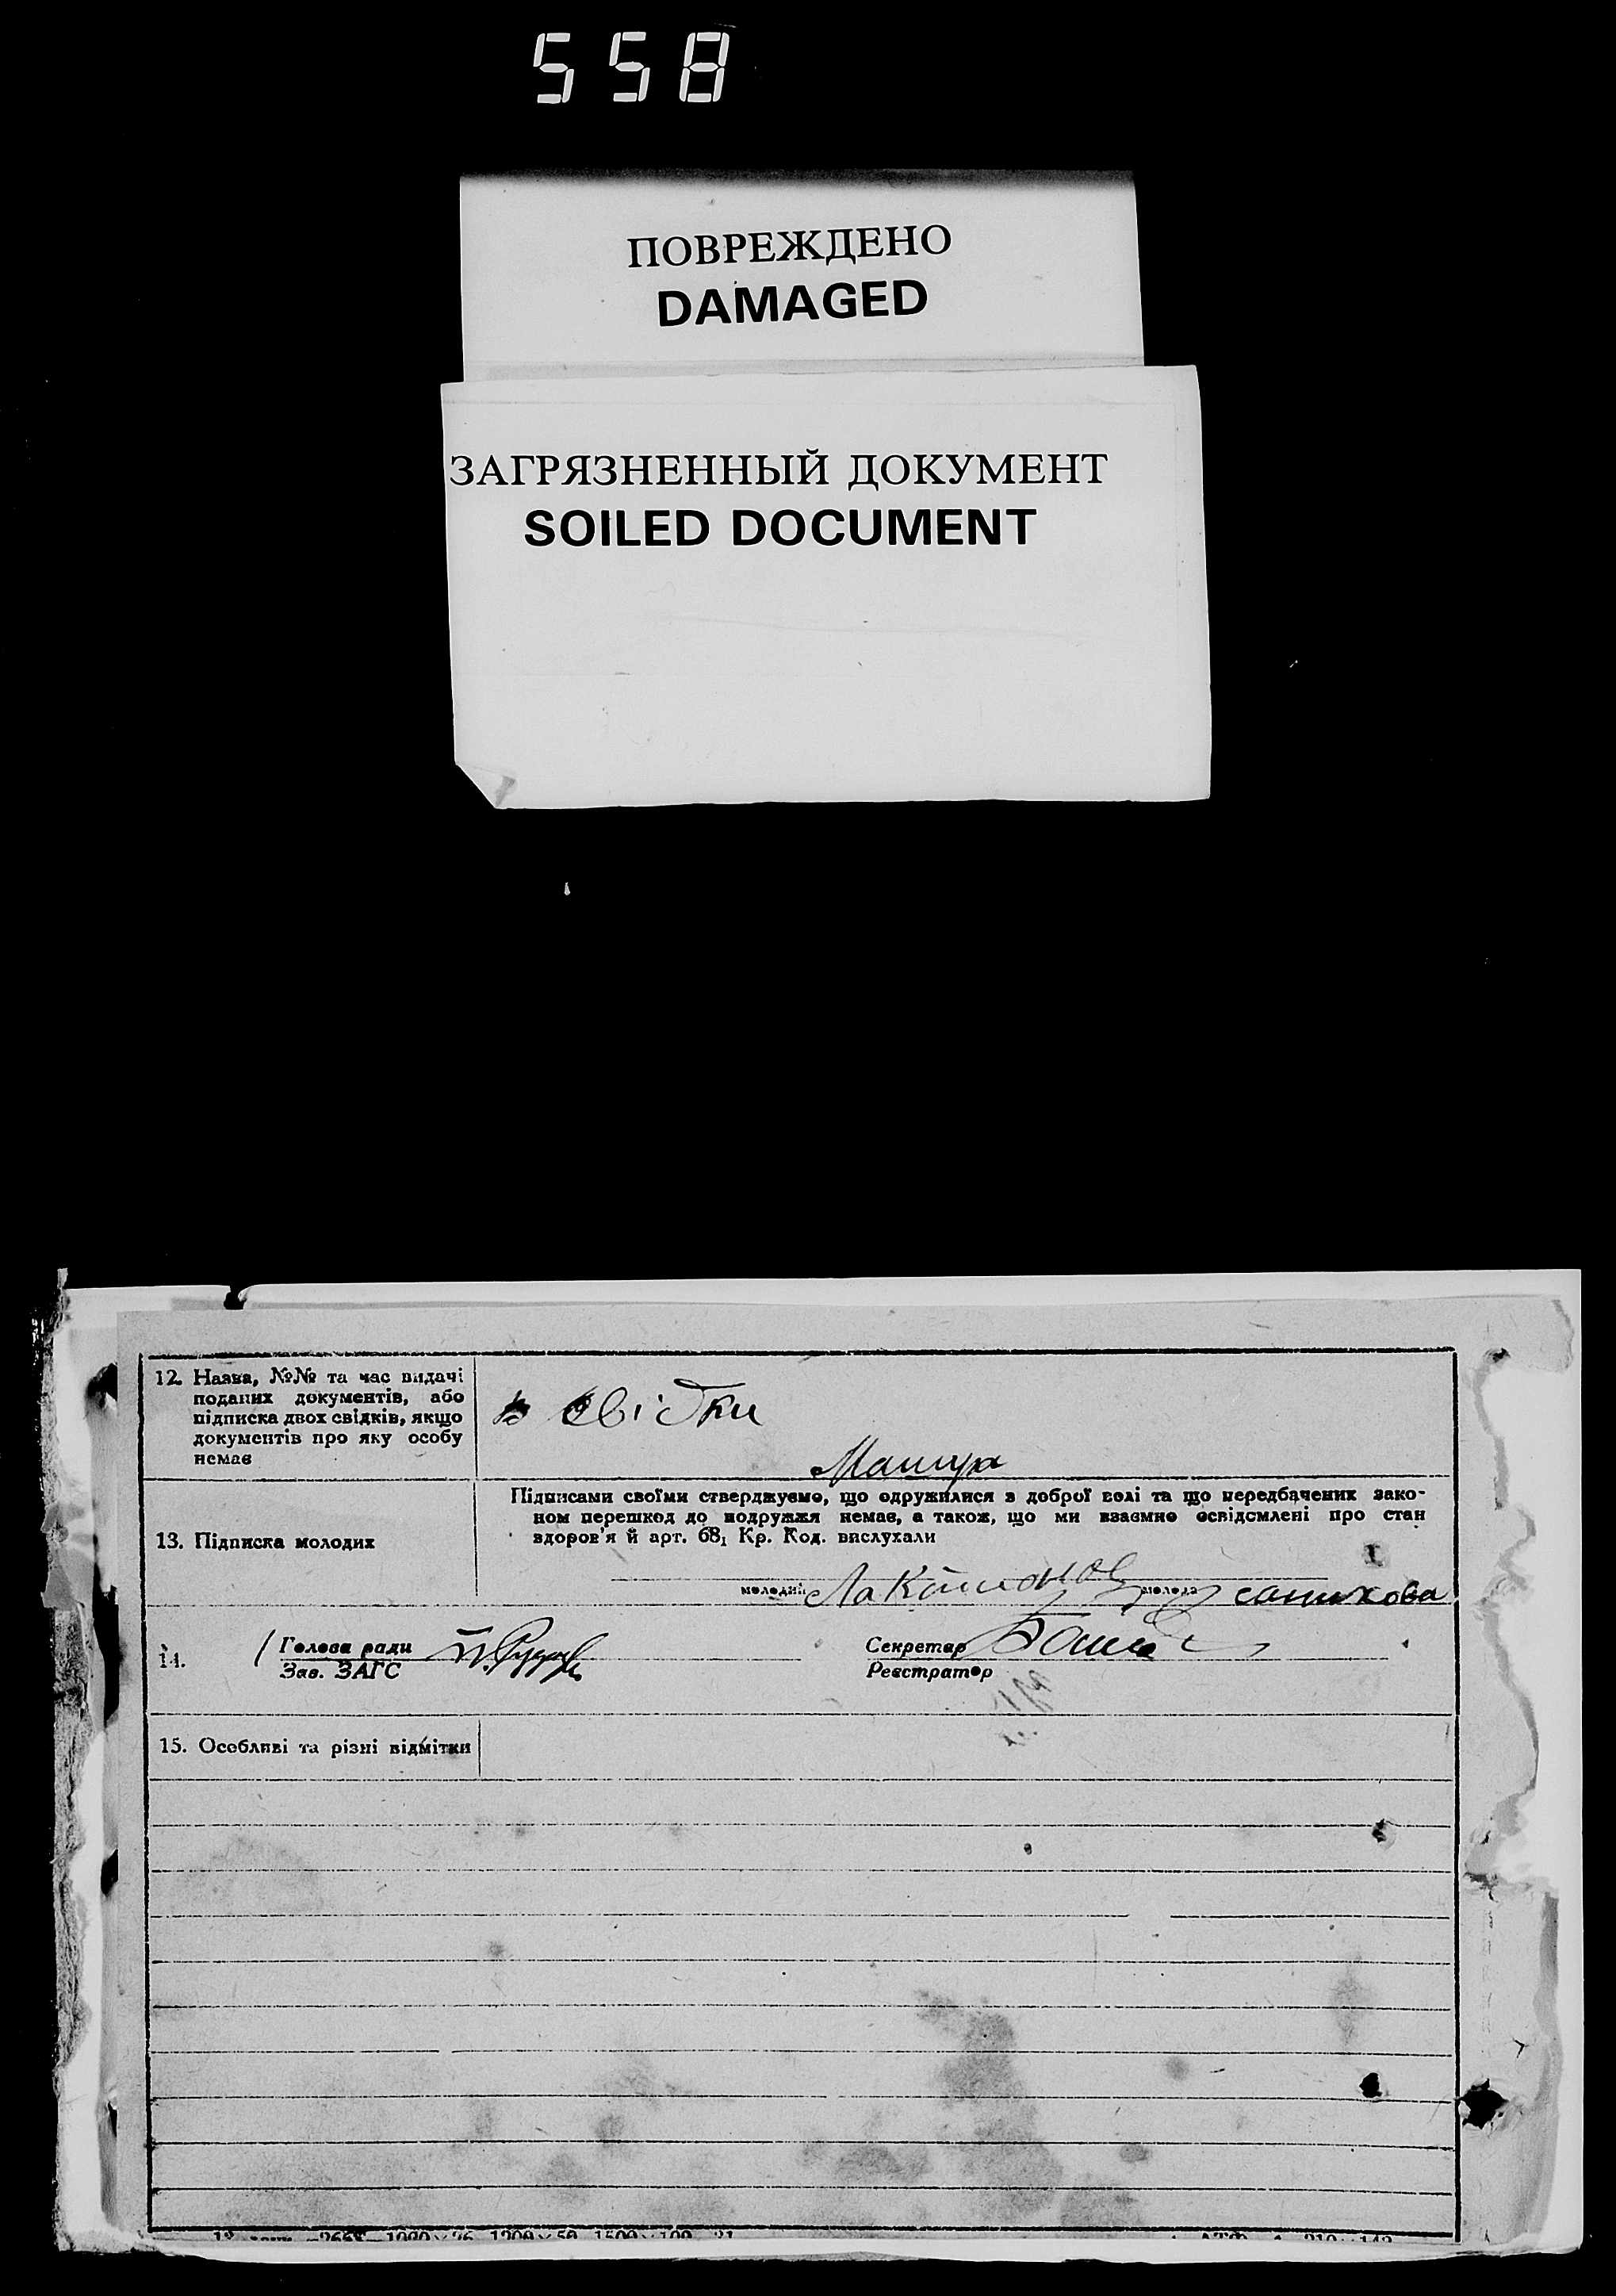 558
ПОВРЕЖДЕНО
DAMAGED
ЗАГРЯЗНЕННЫЙ ДОКУМЕНТ
SOILED DOCUMENT
12. Назва, №№ та час видачі
поданих документів, або
підписка двох свідків, якщо
документів про яку особу
немає
свідки
13. Підписка молодих
Підписами своїми стверджуємо, що одружилися з доброї волі та що передбачених зако-
ном перешкод до подружжя немає, а також, що ми взаємно освідомлені про стан
здоров'я й арт. 68, Кр. Код. вислухали
молодий молода
14.
Голова ради
Зав. ЗАГС
Секретар
Реєстратор
15. Особливі та різні відмітки